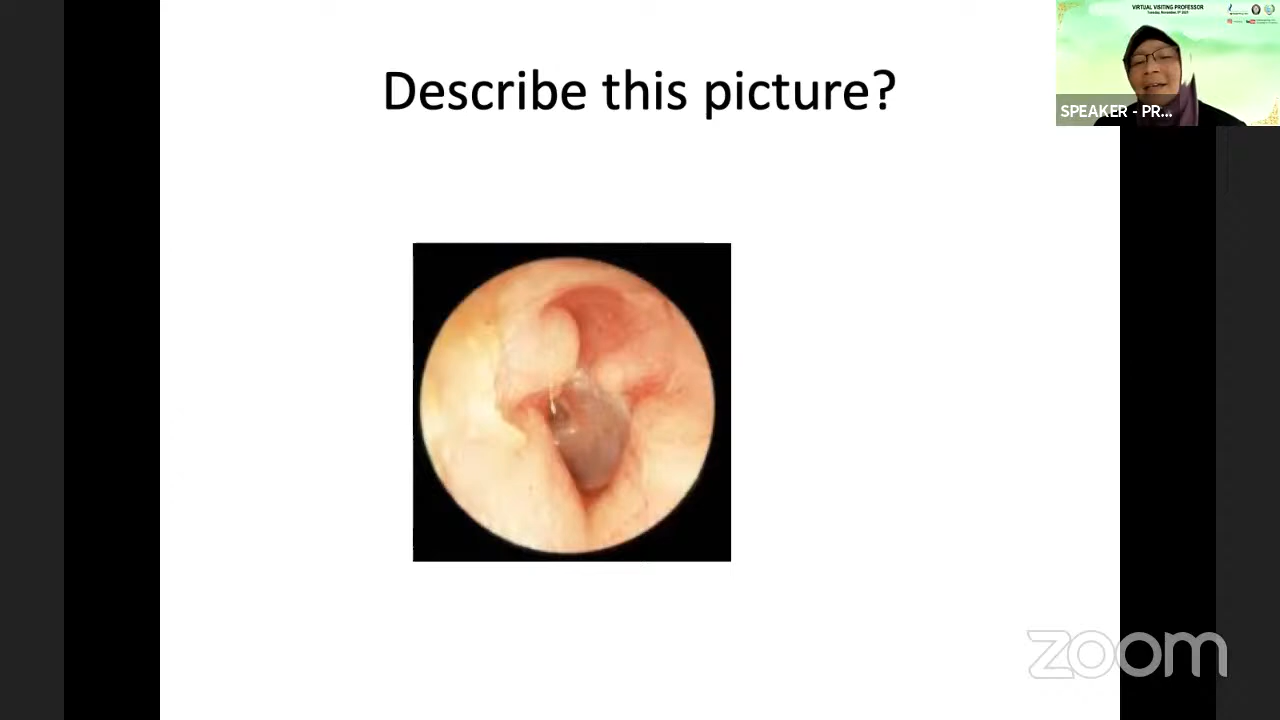 Describe this picture?
VIRTUAL VISITING PROFESSOR
SPEAKER - PR...
zoom